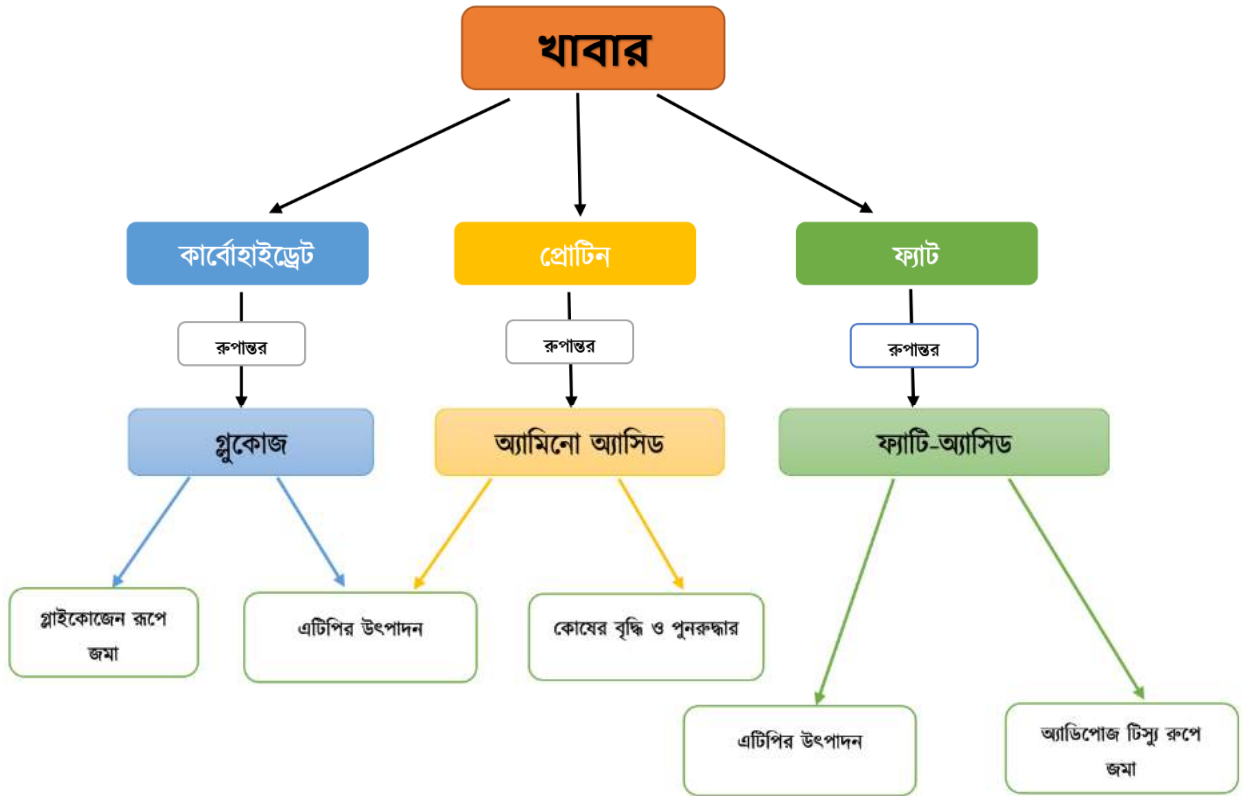 খাবার
কার্বোহাইড্রেট
প্রোটিন
ফ্যাট
রুপান্তর
রুপান্তর
রুপান্তর
গ্লুকোজ
অ্যামিনো অ্যাসিড
ফ্যাটি-অ্যাসিড
গ্লাইকোজেন রূপে
জমা
এটিপির উৎপাদন
কোষের বৃদ্ধি ও পুনরুদ্ধার
এটিপির উৎপাদন
অ্যাডিপোজ টিস্যু রুপে
জমা